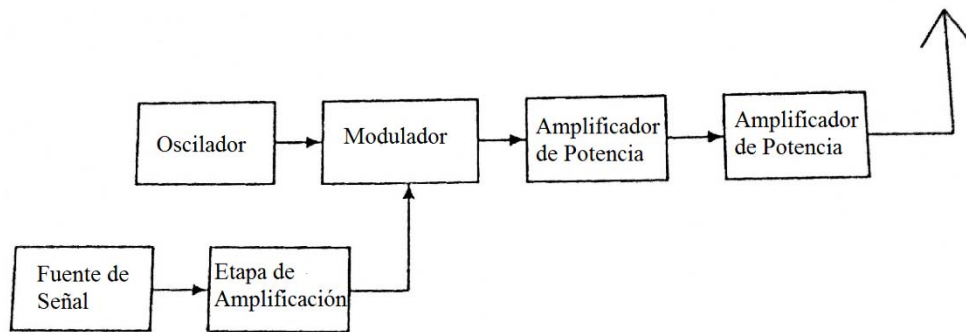 Oscilador
Modulador
Amplificador
de Potencia
Amplificador
de Potencia
Fuente de
Señal
Etapa de
Amplificación